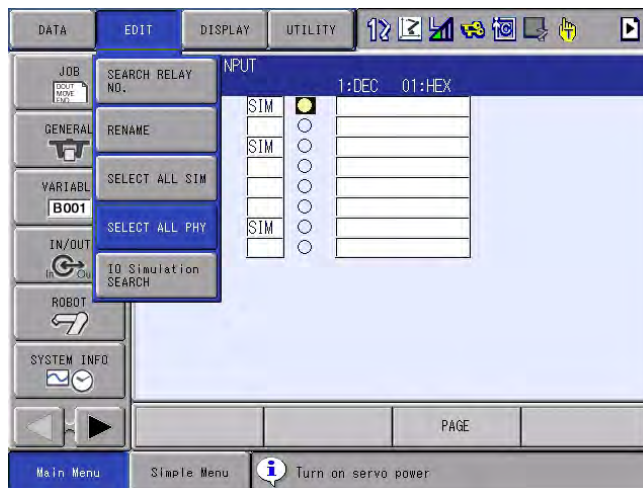 DATA
EDIT
DISPLAY
UTILITY
JOB
DOUT
MOVE
END
GENERAL
VARIABL
B001
IN/OUT
In
Ou
ROBOT
SYSTEM INFO
SEARCH RELAY
NO.
RENAME
SELECT ALL SIM
SELECT ALL PHY
IO Simulation
SEARCH
NPUT
1:DEC 01:HEX
SIM
SIM
SIM
PAGE
Main Menu
Simple Menu
Turn on servo power